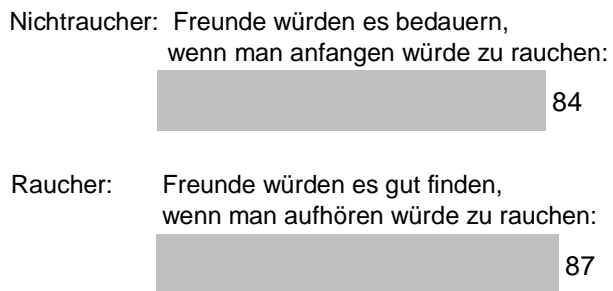 Nichtraucher: Freunde würden es bedauern,
wenn man anfangen würde zu rauchen:
84
Raucher: Freunde würden es gut finden,
wenn man aufhören würde zu rauchen:
87